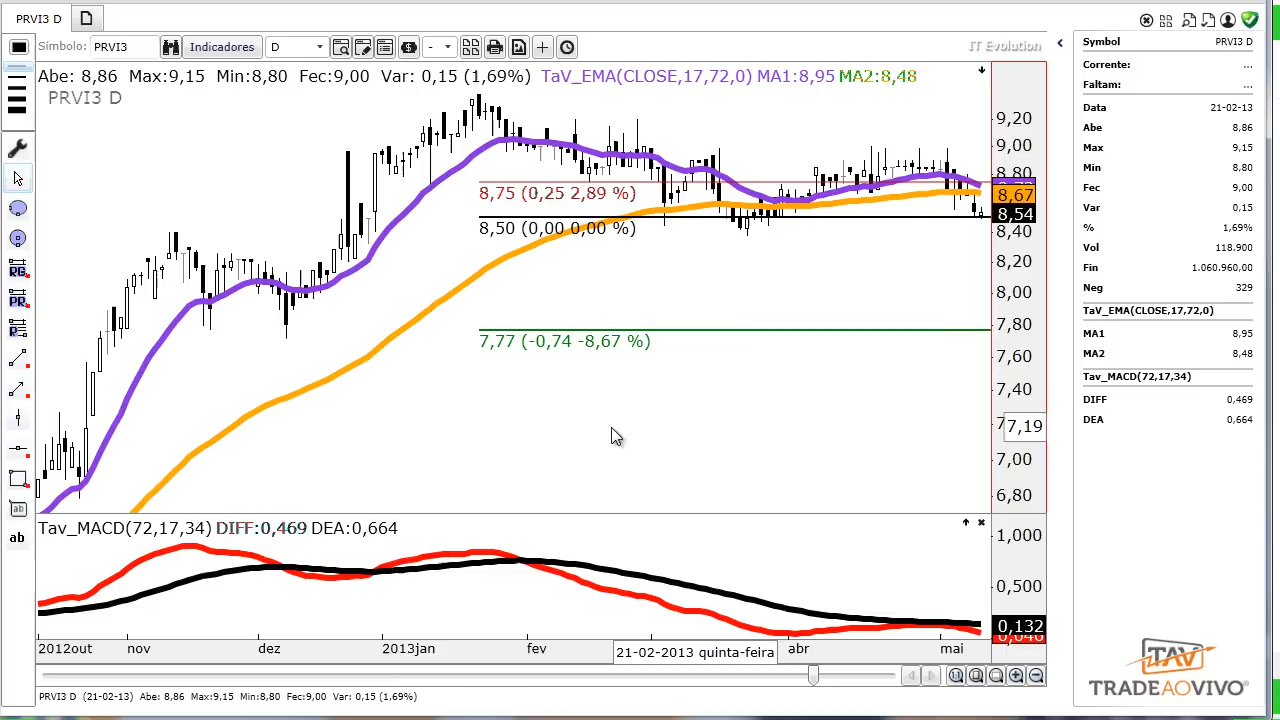 PRVI3 D
Símbolo: PRVI3 Indicadores D -
IT Evolution
Abe: 8,86 Max:9,15 Min:8,80 Fec:9,00 Var: 0,15 (1,69%) TaV_EMA(CLOSE,17,72,0) MA1:8,95 MA2:8,48
PRVI3 D
9,20
9,00
8,80
8,75 (0,25 2,89 %)
8,67
8,54
8,50 (0,00 0,00 %)
8,40
8,20
8,00
7,80
7,77 (-0,74 -8,67 %)
7,60
7,40
7,19
7,00
6,80
Tav_MACD(72,17,34) DIFF:0,469 DEA:0,664
1,000
0,500
0,132
0,046
2012out nov dez 2013jan fev 21-02-2013 quinta-feira abr mai
PRVI3 D (21-02-13) Abe: 8,86 Max:9,15 Min:8,80 Fec:9,00 Var: 0,15 (1,69%)
RG
PR
ab
ab
Symbol PRVI3 D
Corrente: ...
Faltam: ...
Data 21-02-13
Abe 8,86
Max 9,15
Min 8,80
Fec 9,00
Var 0,15
% 1,69%
Vol 118.900
Fin 1.060.960,00
Neg 329
TaV_EMA(CLOSE,17,72,0)
MA1 8,95
MA2 8,48
Tav_MACD(72,17,34)
DIFF 0,469
DEA 0,664
TAV
TRADEAOVIVO